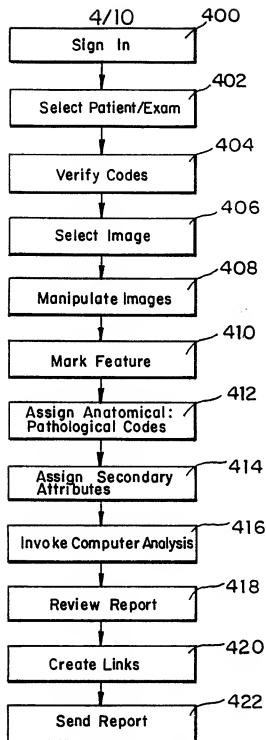 4/10
400
Sign In
402
Select Patient/Exam
404
Verify Codes
406
Select Image
408
Manipulate Images
410
Mark Feature
412
Assign Anatomical:
Pathological Codes
414
Assign Secondary
Attributes
416
Invoke Computer Analysis
418
Review Report
420
Create Links
422
Send Report